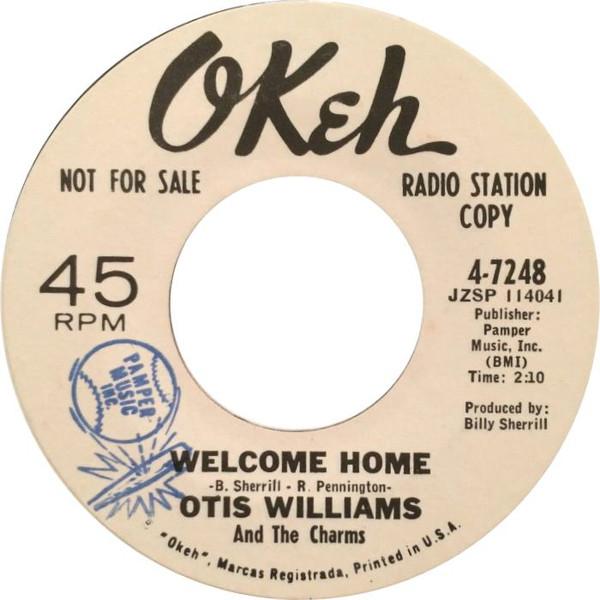 OKeh
NOT FOR SALE
RADIO STATION
COPY
45
RPM
4-7248
JZSP 114041
Publisher:
Pamper
Music, Inc.
(BMI)
Time: 2:10
Produced by:
Billy Sherrill
PAMPER
MUSIC
INC.
WELCOME HOME
-B. Sherrill - R. Pennington-
OTIS WILLIAMS
And The Charms
® "Okeh", Marcas Registrada, Printed in U.S.A.